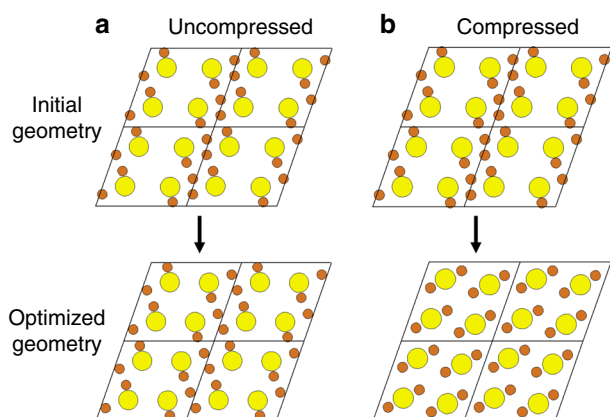 a Uncompressed
b Compressed
Initial
geometry
Optimized
geometry